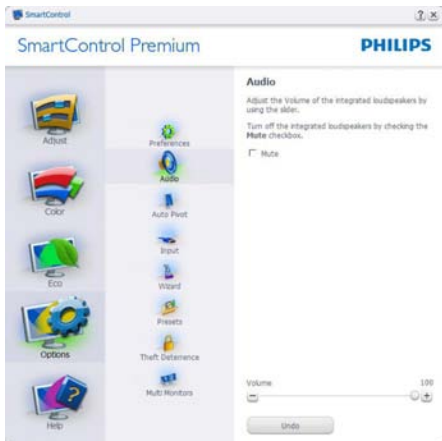 SmartControl
SmartControl Premium
PHILIPS
Adjust
Color
Eco
Options
Help
Preferences
Audio
Auto Pivot
Input
Wizard
Presets
Theft Deterrence
Multi Monitors
Audio
Adjust the Volume of the integrated loudspeakers by
using the slider.
Turn off the integrated loudspeakers by checking the
Mute checkbox.
Mute
Volume 100
Undo